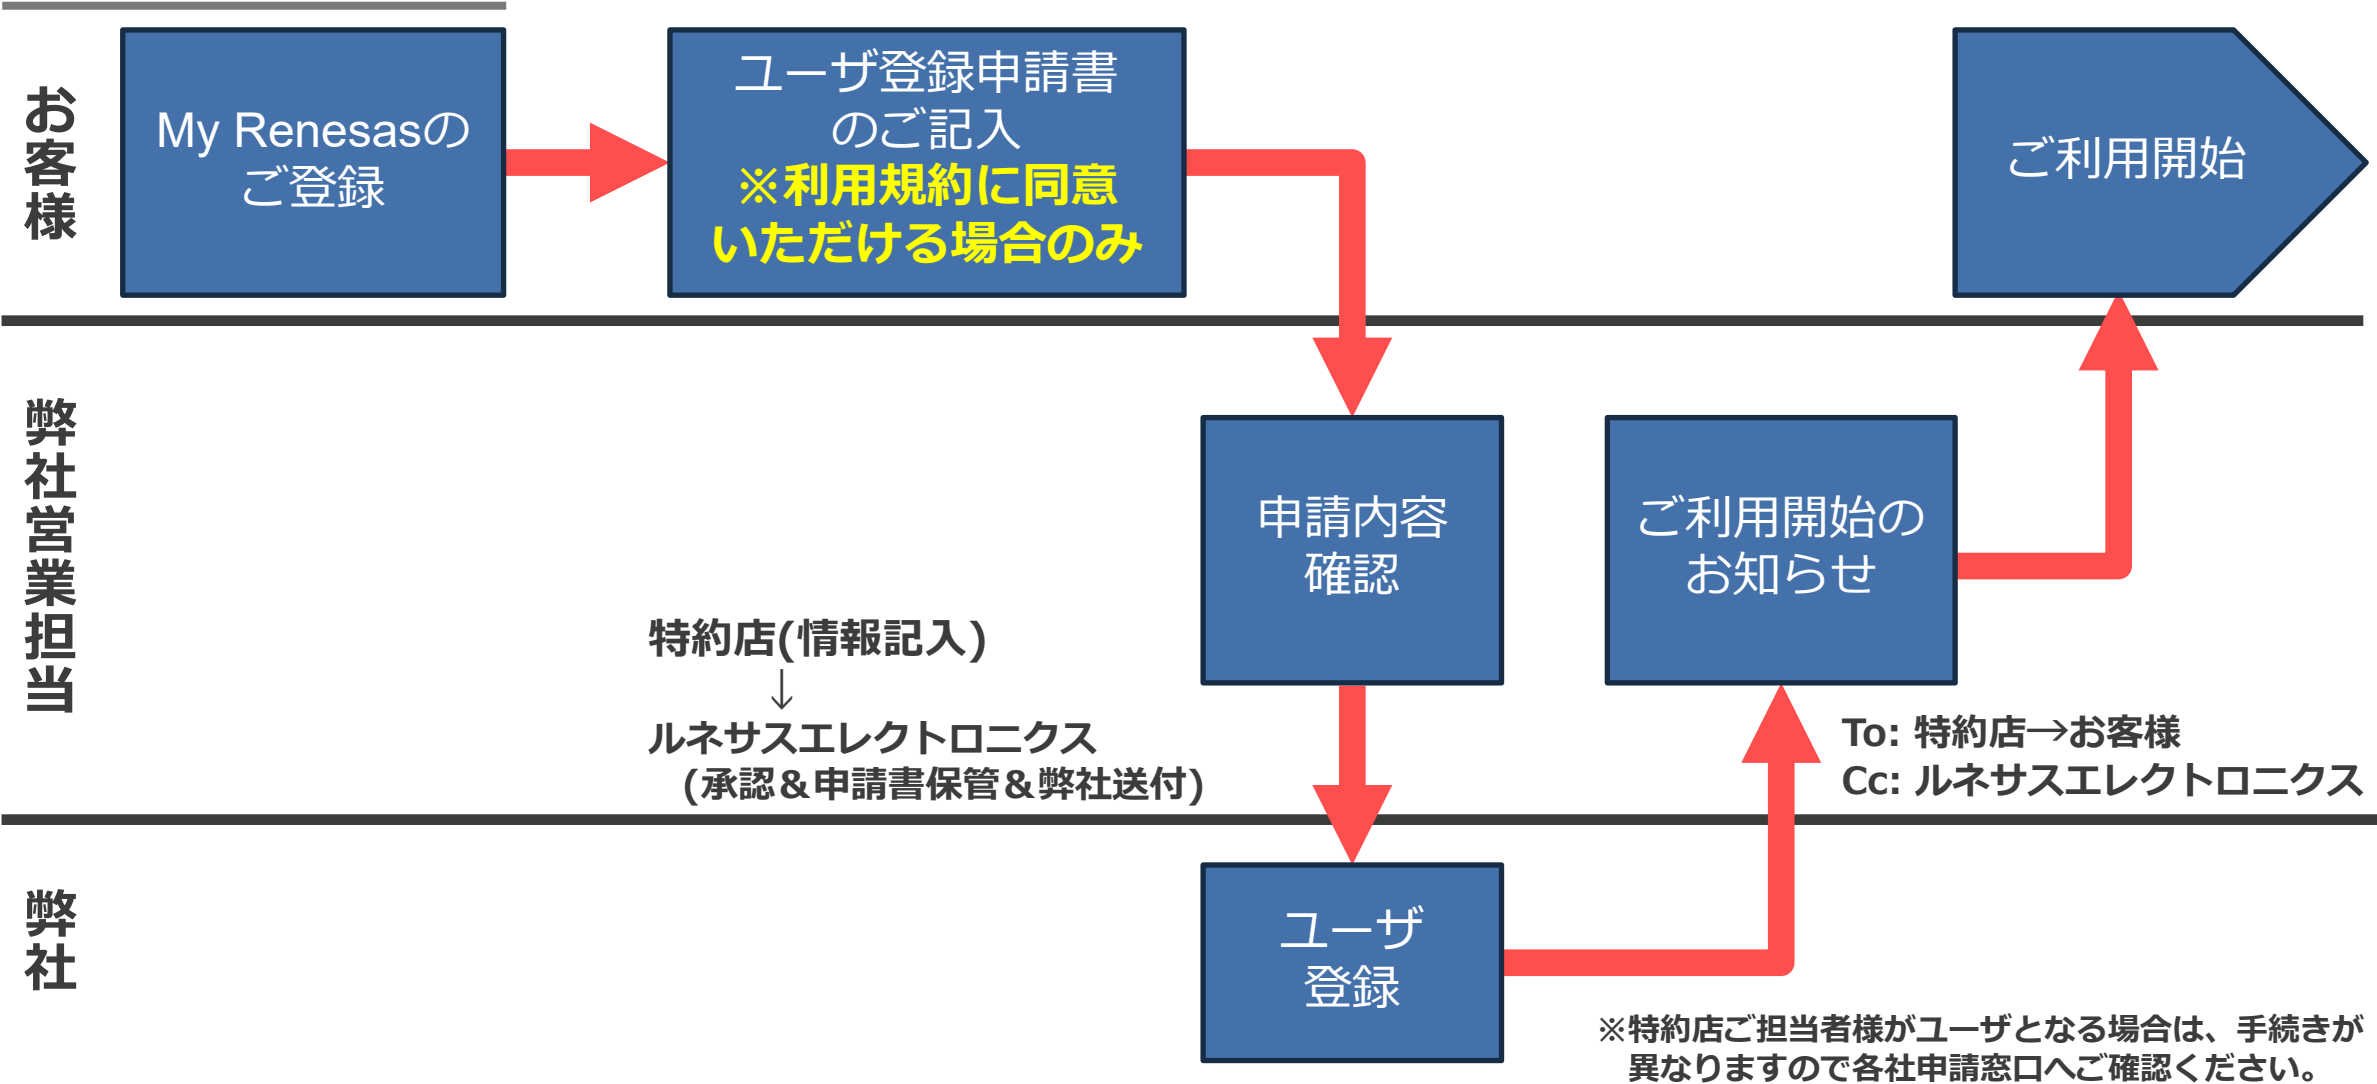 お客様
My Renesasの
ご登録
ユーザ登録申請書
のご記入
※利用規約に同意
いただける場合のみ
ご利用開始
弊社営業担当
申請内容
確認
ご利用開始の
お知らせ
特約店(情報記入)
↓
ルネサスエレクトロニクス
(承認＆申請書保管＆弊社送付)
To: 特約店→お客様
Cc: ルネサスエレクトロニクス
弊社
ユーザ
登録
※特約店ご担当者様がユーザとなる場合は、手続きが
異なりますので各社申請窓口へご確認ください。